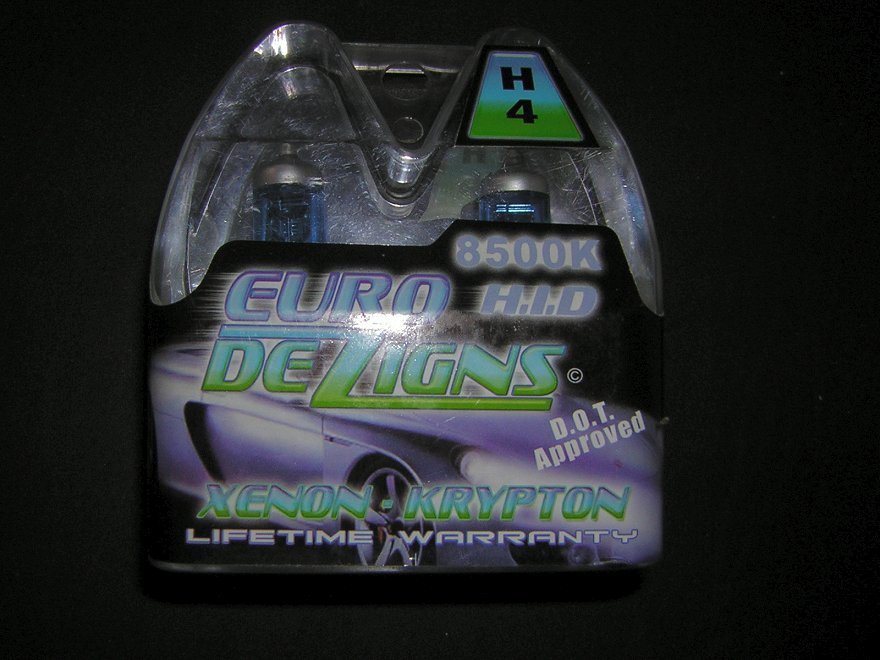 H
4
8500K
EURO H.I.D
DEZIGNS ©
D.O.T.
Approved
XENON - KRYPTON
LIFETIME WARRANTY